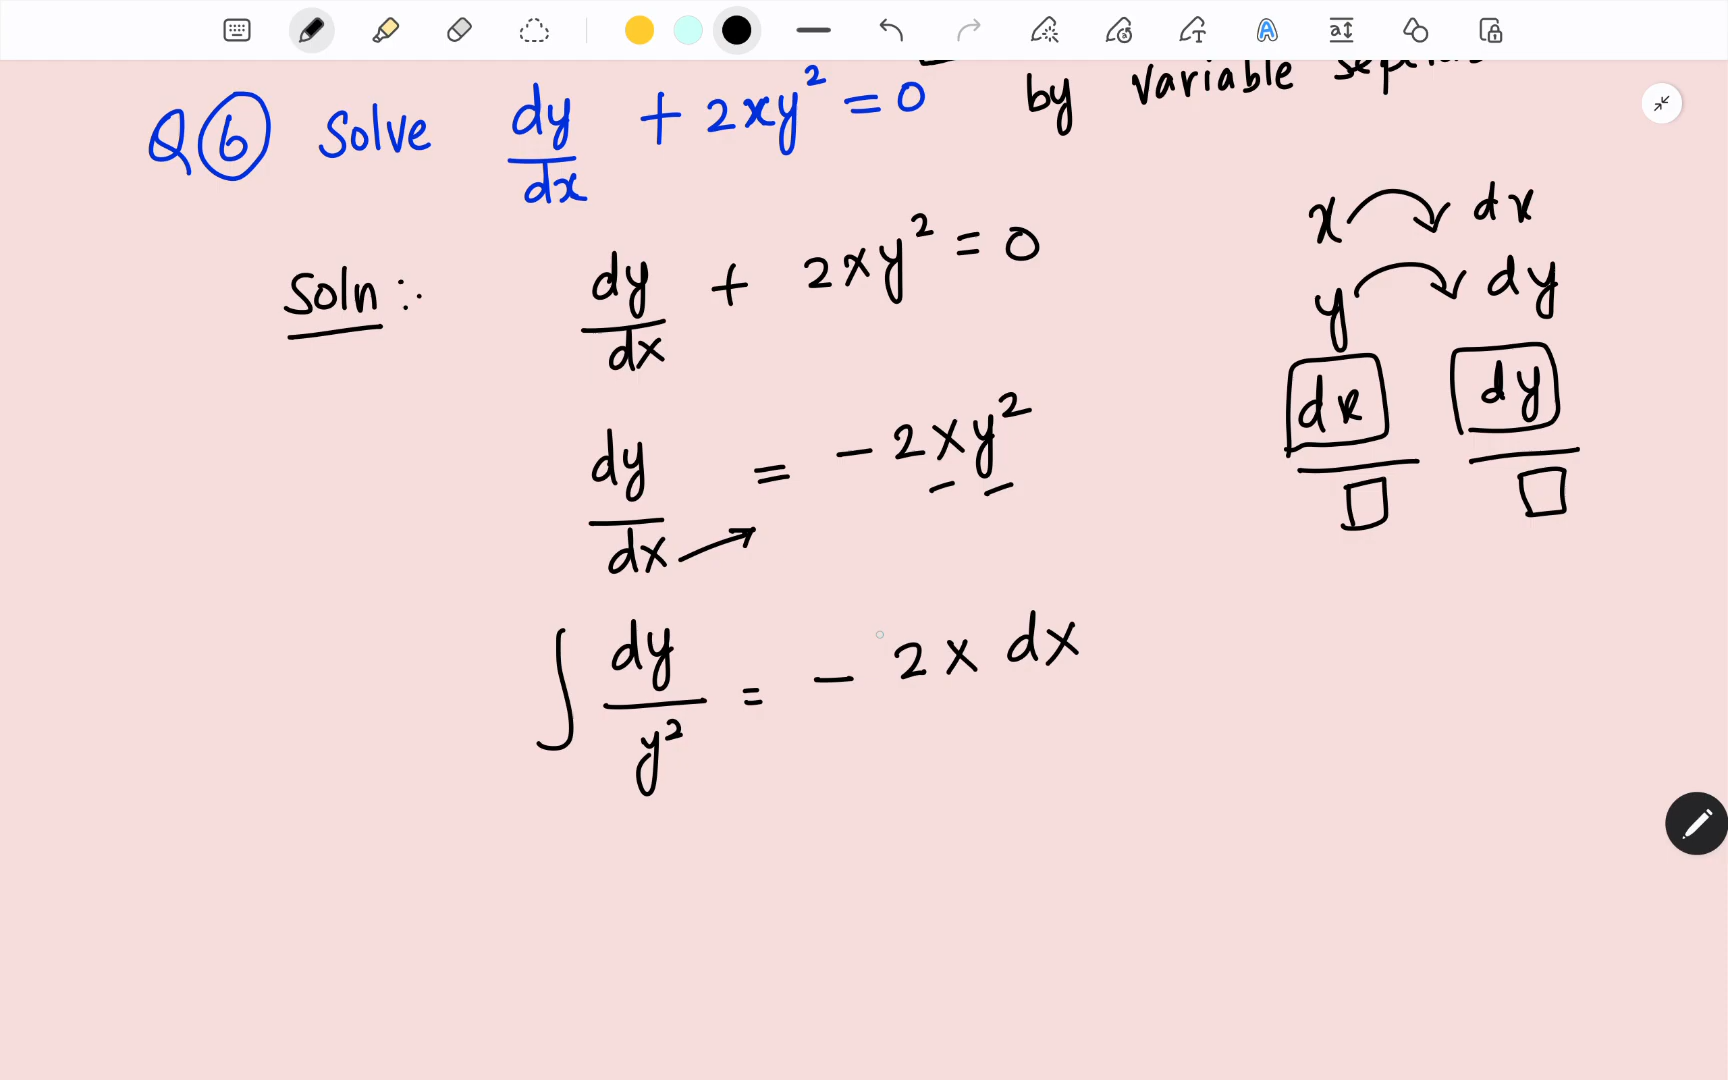 by variable
Q 6 Solve dy/dx + 2xy² = 0
Soln :- dy/dx + 2xy² = 0
x → dx
y → dy
dx/□ dy/□
dy/dx = - 2xy²
∫ dy/y² = - 2x dx